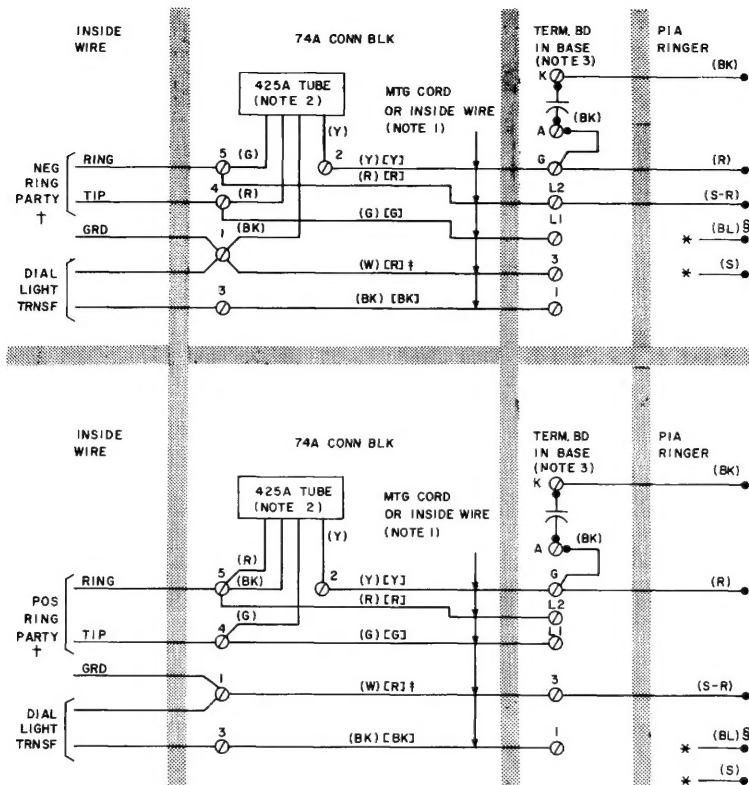 INSIDE WIRE
74A CONN BLK
TERM. BD IN BASE (NOTE 3)
PIA RINGER
425A TUBE (NOTE 2)
MTG CORD OR INSIDE WIRE (NOTE 1)
K
(BK)
(Y)
A
(BK)
NEG RING PARTY †
RING
5
(G)
2
(Y) [Y]
G
(R)
(R) [R]
TIP
4
(R)
L2
(S-R)
(G) [G]
L1
GRD
(BK)
* (BL) §
1
(W) [R] ‡
3
* (S)
DIAL LIGHT TRNSF
3
(BK) [BK]
1
INSIDE WIRE
74A CONN BLK
TERM. BD IN BASE (NOTE 3)
PIA RINGER
425A TUBE (NOTE 2)
MTG CORD OR INSIDE WIRE (NOTE 1)
K
(BK)
(Y)
A
(BK)
POS RING PARTY †
RING
(R)
5
(BK)
2
(Y) [Y]
G
(R)
(R) [R]
L2
(G)
TIP
4
(G) [G]
L1
GRD
1
(W) [R] ‡
3
(S-R)
DIAL LIGHT TRNSF
3
(BK) [BK]
1
* (BL) §
* (S)